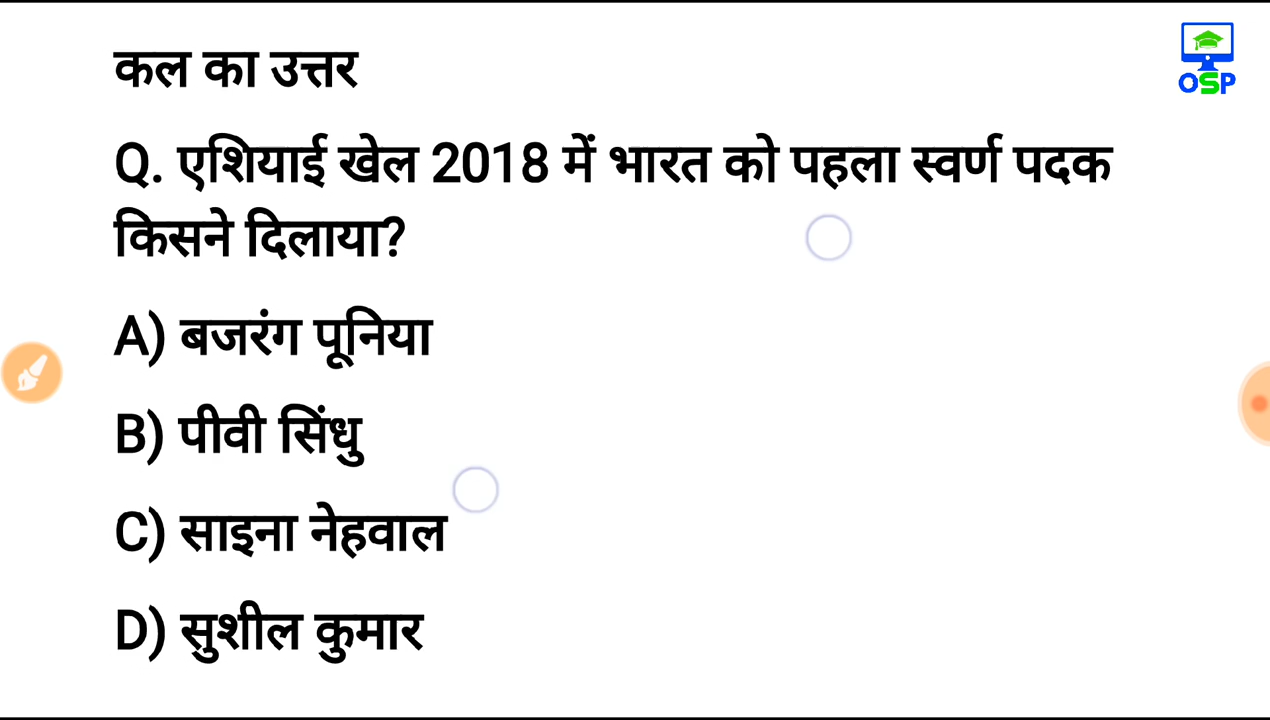 कल का उत्तर
OSP
Q. एशियाई खेल 2018 में भारत को पहला स्वर्ण पदक
किसने दिलाया?
A) बजरंग पूनिया
B) पीवी सिंधु
C) साइना नेहवाल
D) सुशील कुमार